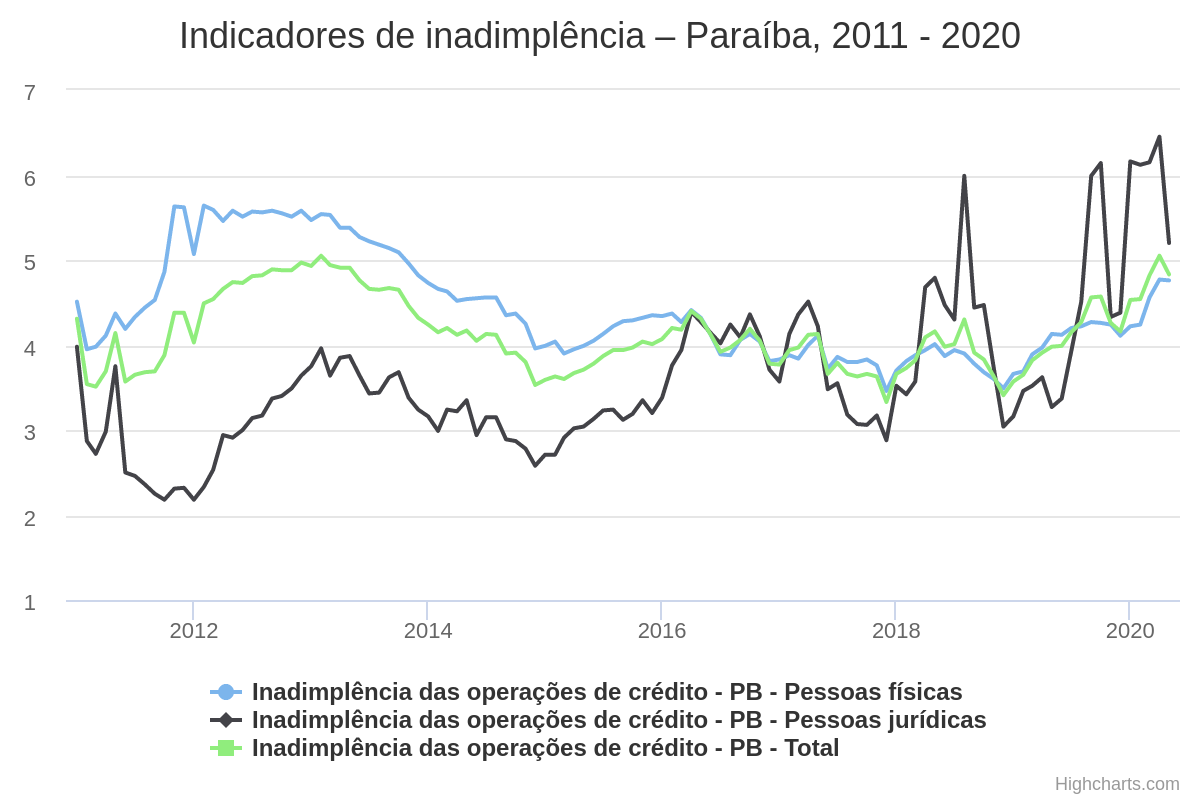 Indicadores de inadimplência – Paraíba, 2011 - 2020
7
6
5
4
3
2
1
2012 2014 2016 2018 2020
Inadimplência das operações de crédito - PB - Pessoas físicas
Inadimplência das operações de crédito - PB - Pessoas jurídicas
Inadimplência das operações de crédito - PB - Total
Highcharts.com